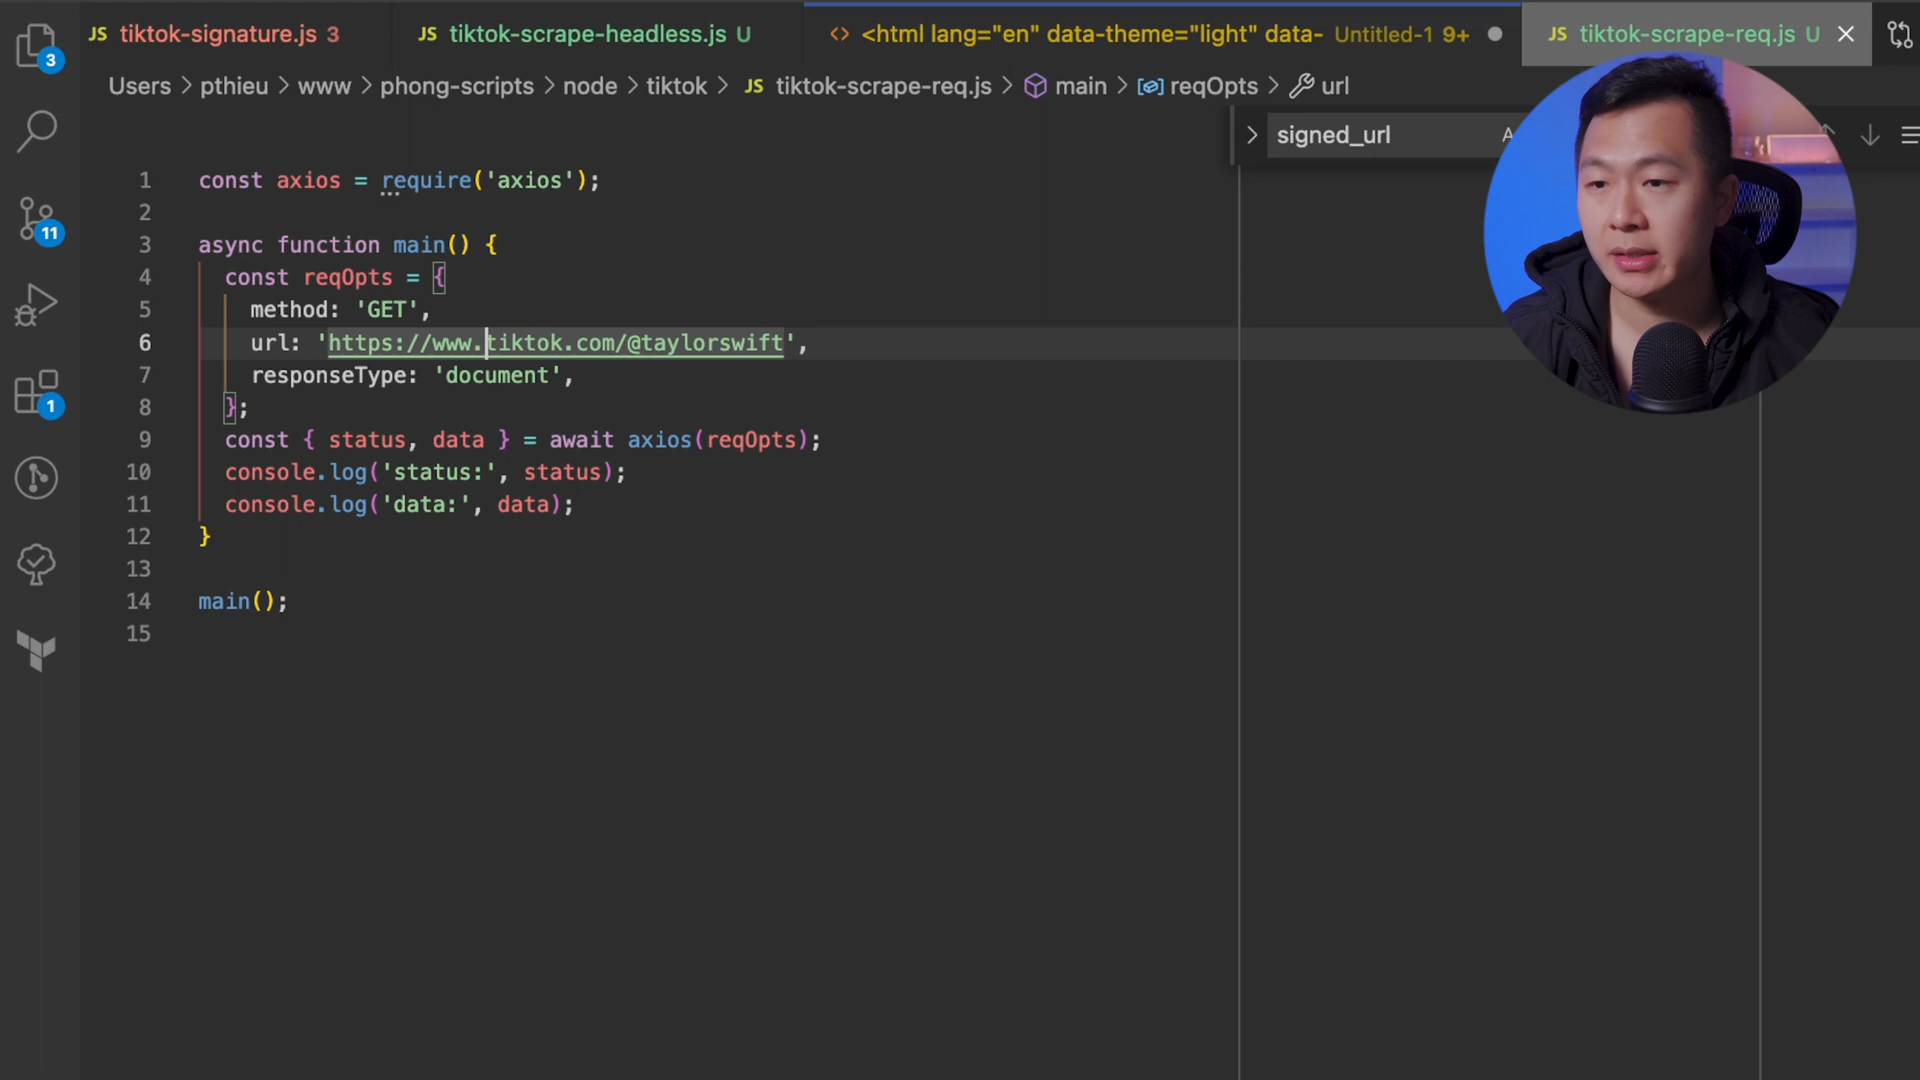 JS tiktok-signature.js 3 JS tiktok-scrape-headless.js U <> <html lang="en" data-theme="light" data- Untitled-1 9+ JS tiktok-scrape-req.js U
3
Users > pthieu > www > phong-scripts > node > tiktok > JS tiktok-scrape-req.js > main > reqOpts > url
signed_url A
1 const axios = require('axios');
2
3 async function main() {
4 const reqOpts = {
5 method: 'GET',
6 url: 'https://www.tiktok.com/@taylorswift',
7 responseType: 'document',
8 };
9 const { status, data } = await axios(reqOpts);
10 console.log('status:', status);
11 console.log('data:', data);
12 }
13
14 main();
15
11
1